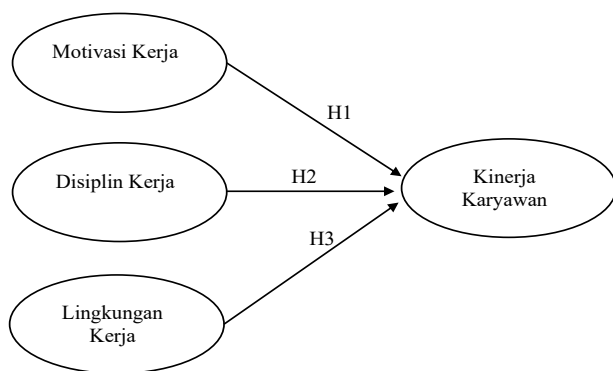 Motivasi Kerja
H1
Disiplin Kerja
H2
Kinerja
Karyawan
H3
Lingkungan
Kerja